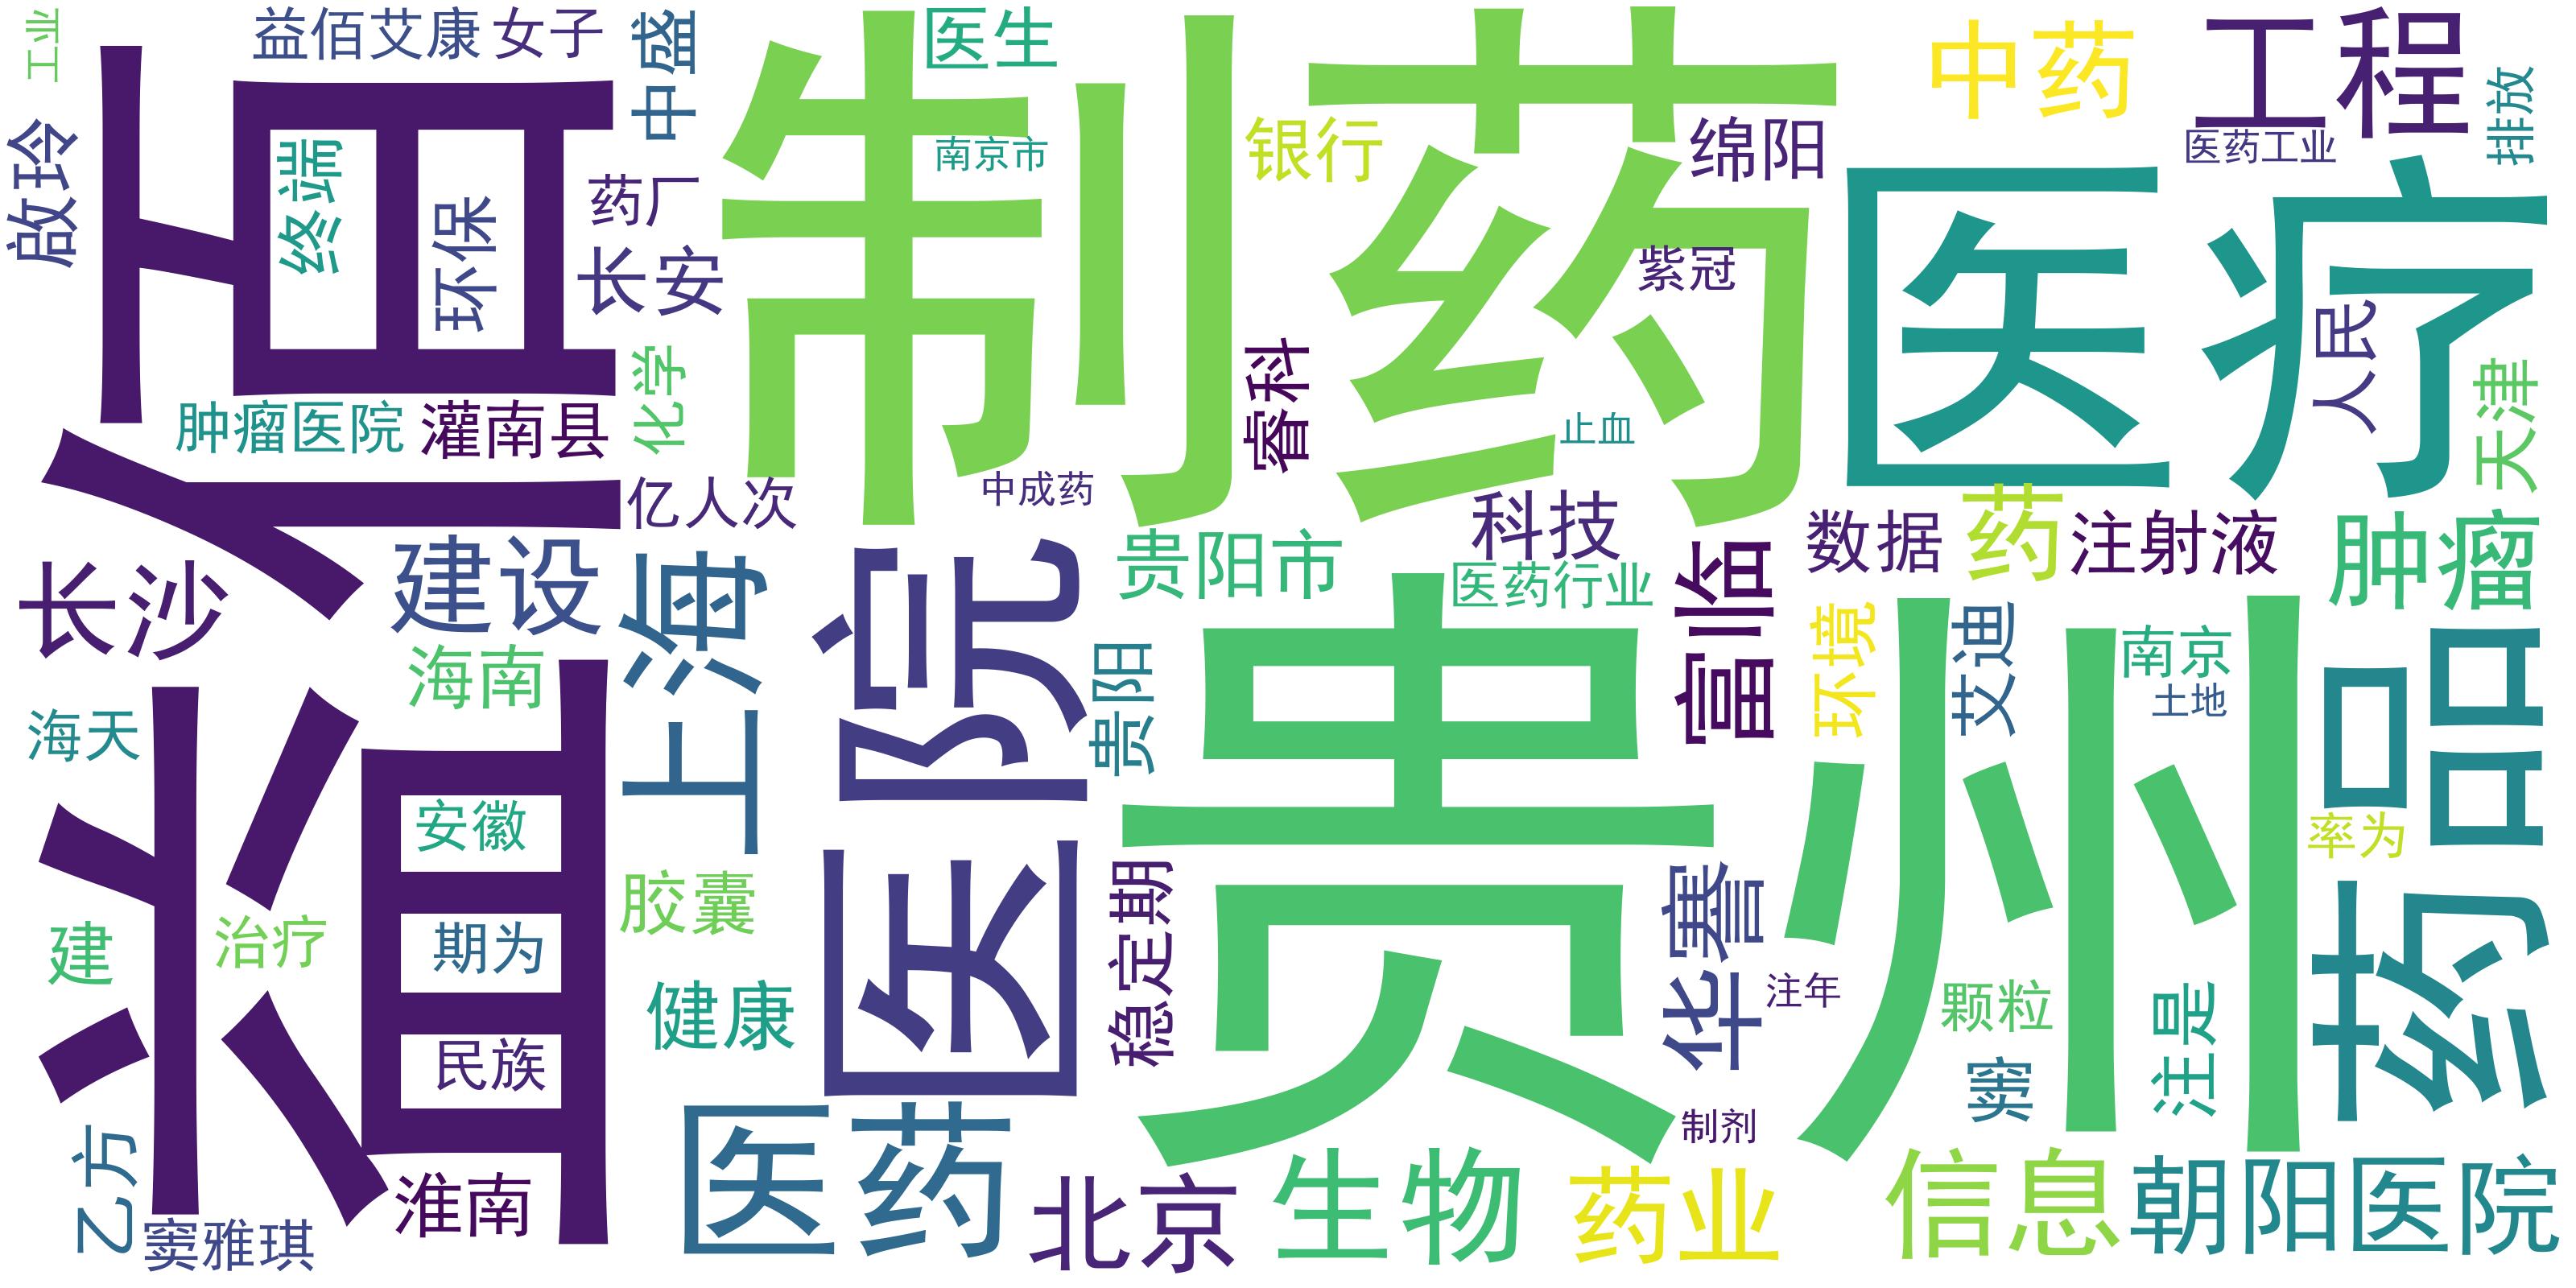 工业
益佰艾康
女子
中盛
医生
中药
工程
啟玲
终端
环保
药厂
长安
南京市
银行
绵阳
医药工业
排放
益佰
制药
医疗
紫冠
人民
化学
睿科
天津
肿瘤医院
灌南县
止血
亿人次
中成药
科技
数据
药
注射液
肿瘤
长沙
建设
上海
医院
贵阳市
医药行业
富临
海南
贵阳
贵州
环境
艾迪
南京
土地
药品
海天
安徽
率为
建
治疗
期为
胶囊
稳定期
华謇
民族
健康
注年
颗粒
窦
注是
乙方
淮南
医药
制剂
窦雅琪
北京
生物
药业
信息
朝阳医院